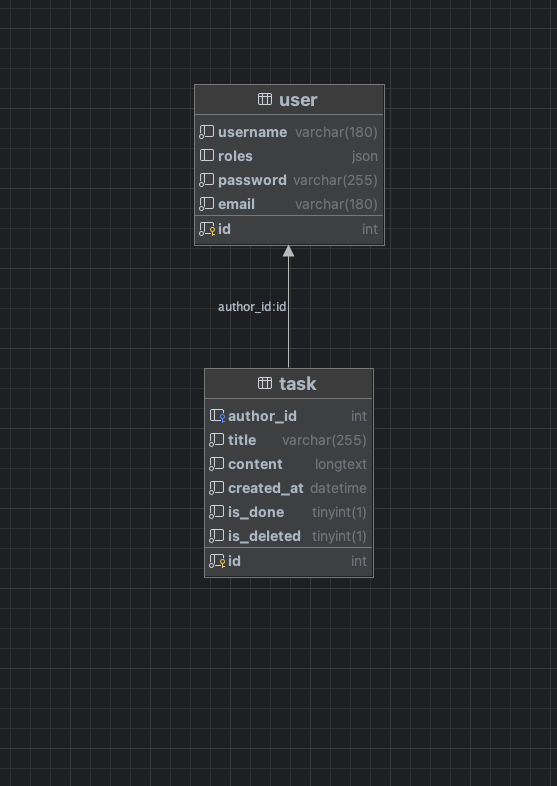 user
username varchar(180)
roles json
password varchar(255)
email varchar(180)
id int
author_id:id
task
author_id int
title varchar(255)
content longtext
created_at datetime
is_done tinyint(1)
is_deleted tinyint(1)
id int